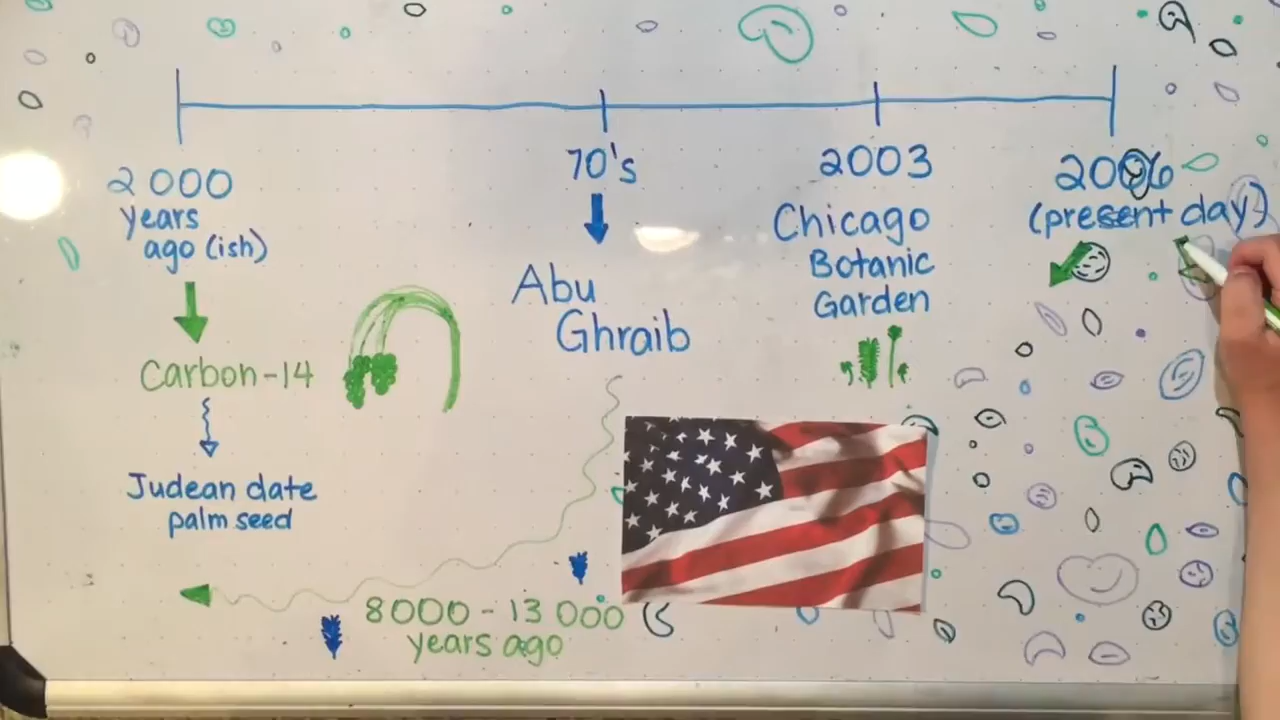 2000
years
ago (ish)
Carbon-14
Judean date
palm seed
70's
Abu
Ghraib
8000 - 13 000
years ago
2003
Chicago
Botanic
Garden
2006
(present day)